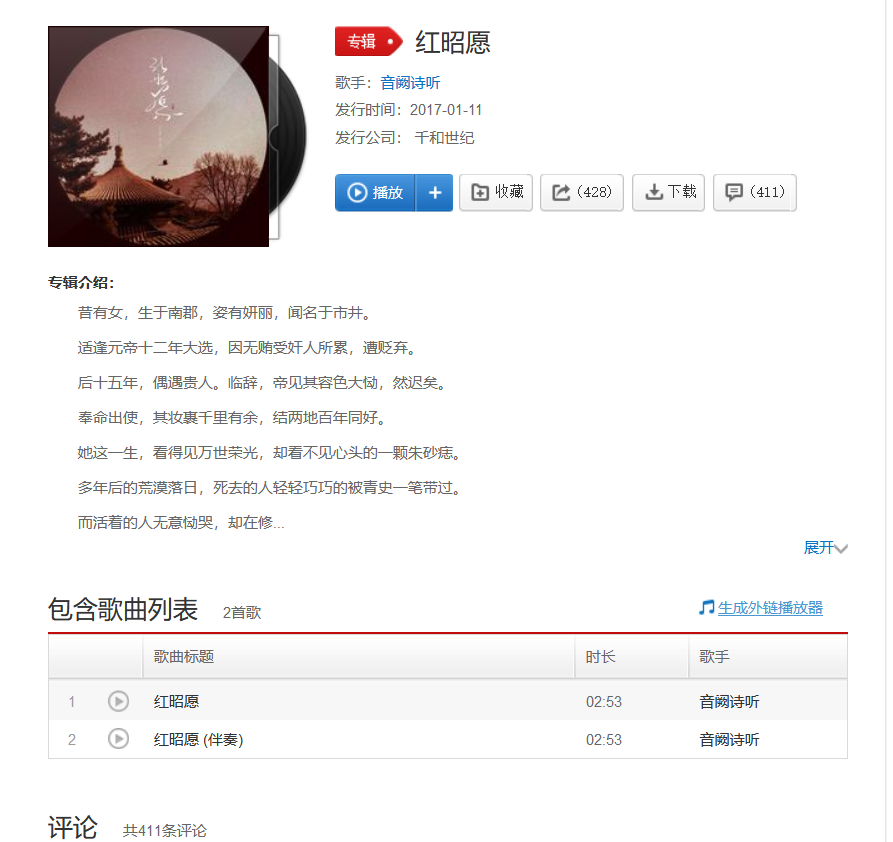 专辑 红昭愿
歌手：音阙诗听
发行时间：2017-01-11
发行公司： 千和世纪
播放 + 收藏 (428) 下载 (411)
专辑介绍：
昔有女，生于南郡，姿有妍丽，闻名于市井。
适逢元帝十二年大选，因无贿受奸人所累，遭贬弃。
后十五年，偶遇贵人。临辞，帝见其容色大恸，然迟矣。
奉命出使，其妆裹千里有余，结两地百年同好。
她这一生，看得见万世荣光，却看不见心头的一颗朱砂痣。
多年后的荒漠落日，死去的人轻轻巧巧的被青史一笔带过。
而活着的人无意恸哭，却在修...
展开
包含歌曲列表 2首歌 生成外链播放器
歌曲标题 时长 歌手
1 红昭愿 02:53 音阙诗听
2 红昭愿 (伴奏) 02:53 音阙诗听
评论 共411条评论